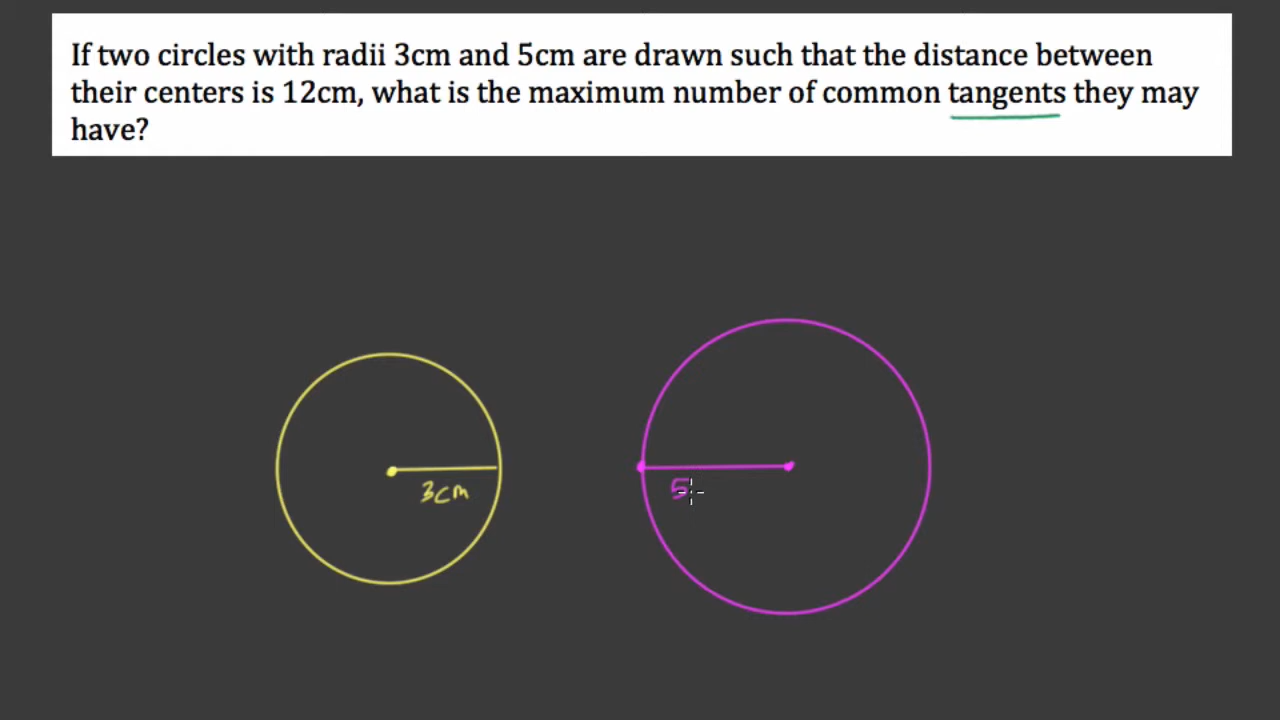 If two circles with radii 3cm and 5cm are drawn such that the distance between
their centers is 12cm, what is the maximum number of common tangents they may
have?
3cm
5